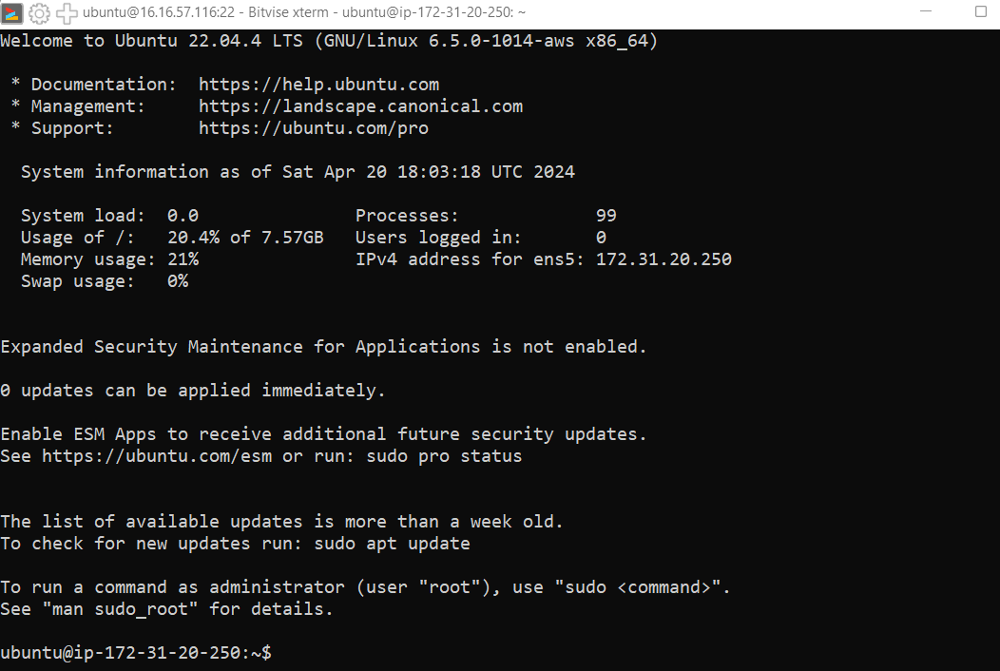 ubuntu@16.16.57.116:22 - Bitvise xterm - ubuntu@ip-172-31-20-250: ~
Welcome to Ubuntu 22.04.4 LTS (GNU/Linux 6.5.0-1014-aws x86_64)
* Documentation:  https://help.ubuntu.com
* Management:     https://landscape.canonical.com
* Support:        https://ubuntu.com/pro
System information as of Sat Apr 20 18:03:18 UTC 2024
System load:  0.0               Processes:             99
Usage of /:   20.4% of 7.57GB   Users logged in:       0
Memory usage: 21%               IPv4 address for ens5: 172.31.20.250
Swap usage:   0%
Expanded Security Maintenance for Applications is not enabled.
0 updates can be applied immediately.
Enable ESM Apps to receive additional future security updates.
See https://ubuntu.com/esm or run: sudo pro status
The list of available updates is more than a week old.
To check for new updates run: sudo apt update
To run a command as administrator (user "root"), use "sudo <command>".
See "man sudo_root" for details.
ubuntu@ip-172-31-20-250:~$